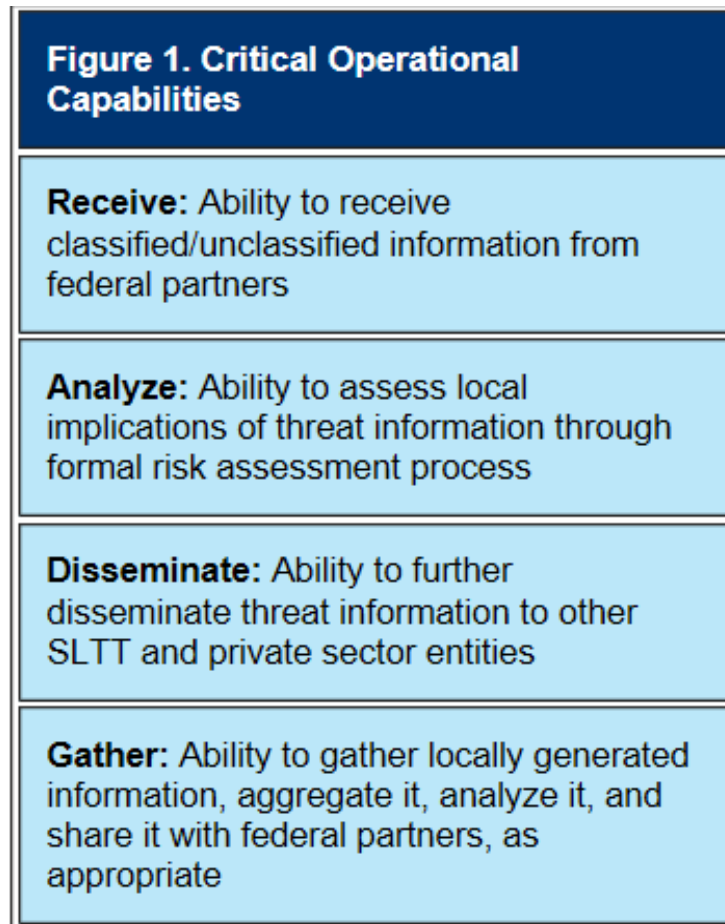 Figure 1. Critical Operational
Capabilities
Receive: Ability to receive
classified/unclassified information from
federal partners
Analyze: Ability to assess local
implications of threat information through
formal risk assessment process
Disseminate: Ability to further
disseminate threat information to other
SLTT and private sector entities
Gather: Ability to gather locally generated
information, aggregate it, analyze it, and
share it with federal partners, as
appropriate